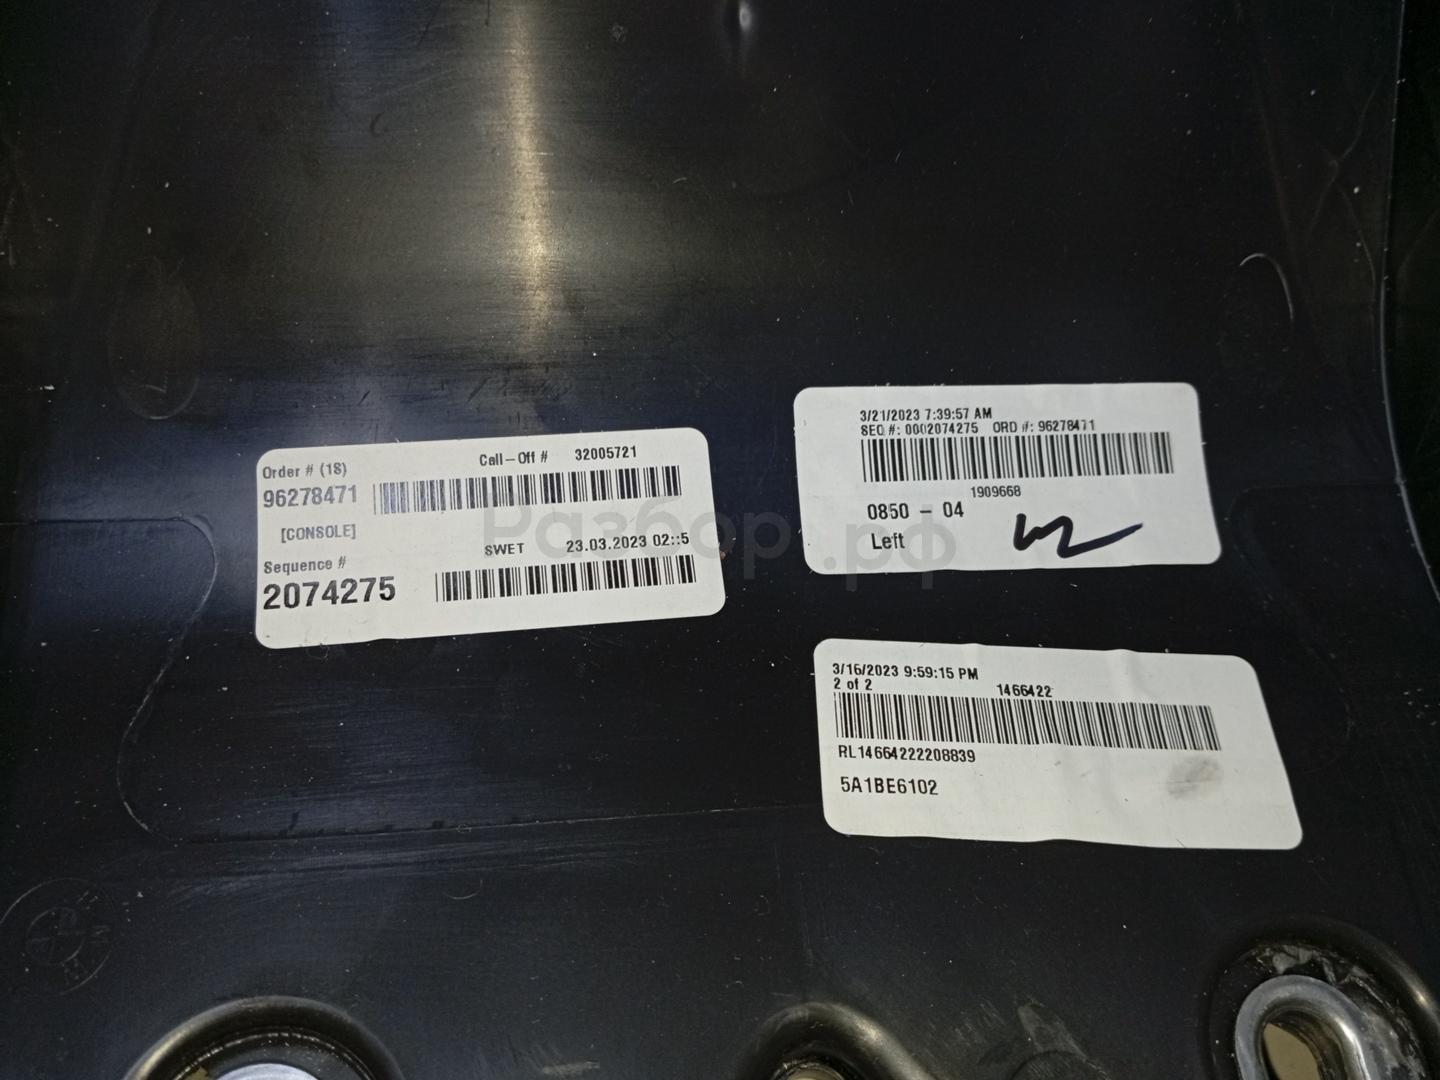 Order # (1S)
Call-Off # 32005721
96278471
[CONSOLE]
SWET 23.03.2023 02::5
Sequence #
2074275
3/21/2023 7:39:57 AM
SEQ #: 0002074275 ORD #: 96278471
1909668
0850 - 04
Left
3/16/2023 9:59:15 PM
2 of 2 1466422
RL14664222208839
5A1BE6102
Разбор.рф